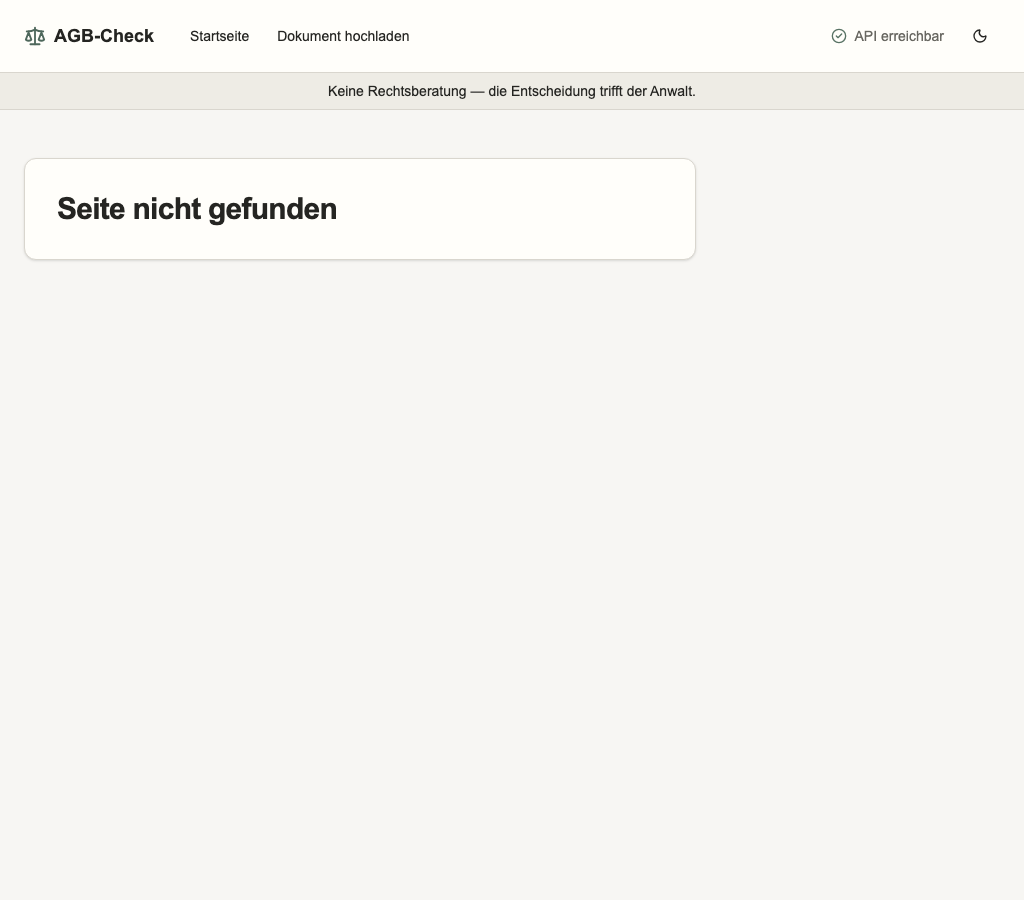 AGB-Check
Startseite
Dokument hochladen
API erreichbar
Keine Rechtsberatung — die Entscheidung trifft der Anwalt.
Seite nicht gefunden